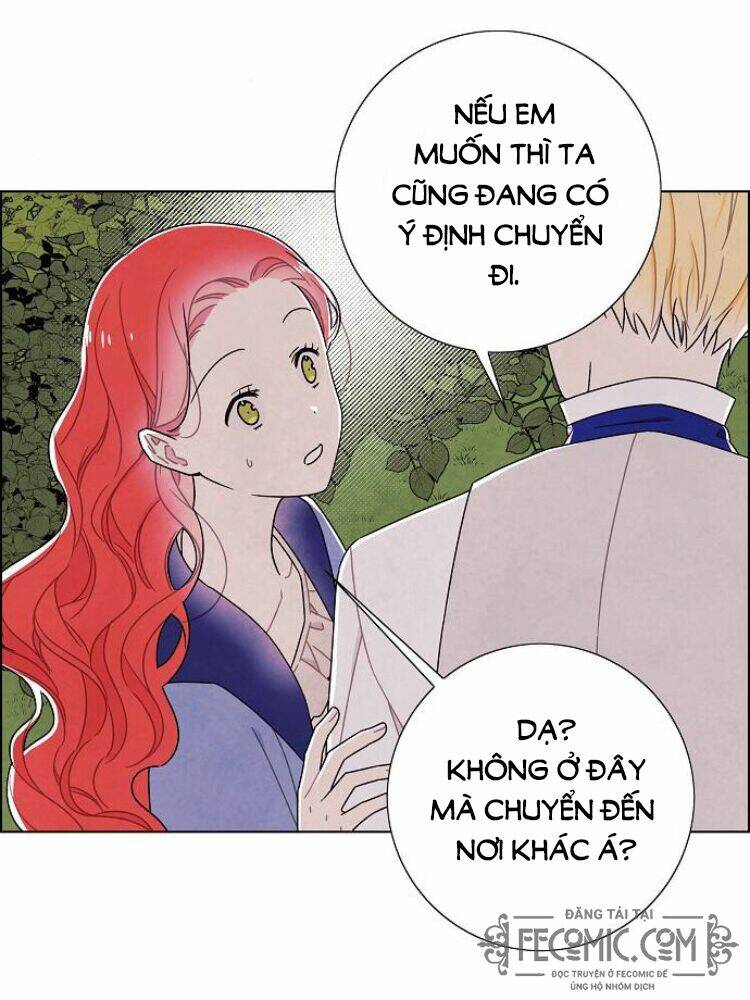 NẾU EM
MUỐN THÌ TA
CŨNG ĐANG CÓ
Ý ĐỊNH CHUYỂN
ĐI.
DẠ?
KHÔNG Ở ĐÂY
MÀ CHUYỂN ĐẾN
NƠI KHÁC Á?
ĐĂNG TẢI TẠI
FECOMIC.COM
ĐỌC TRUYỆN Ở FECOMIC ĐỂ
ỦNG HỘ NHÓM DỊCH